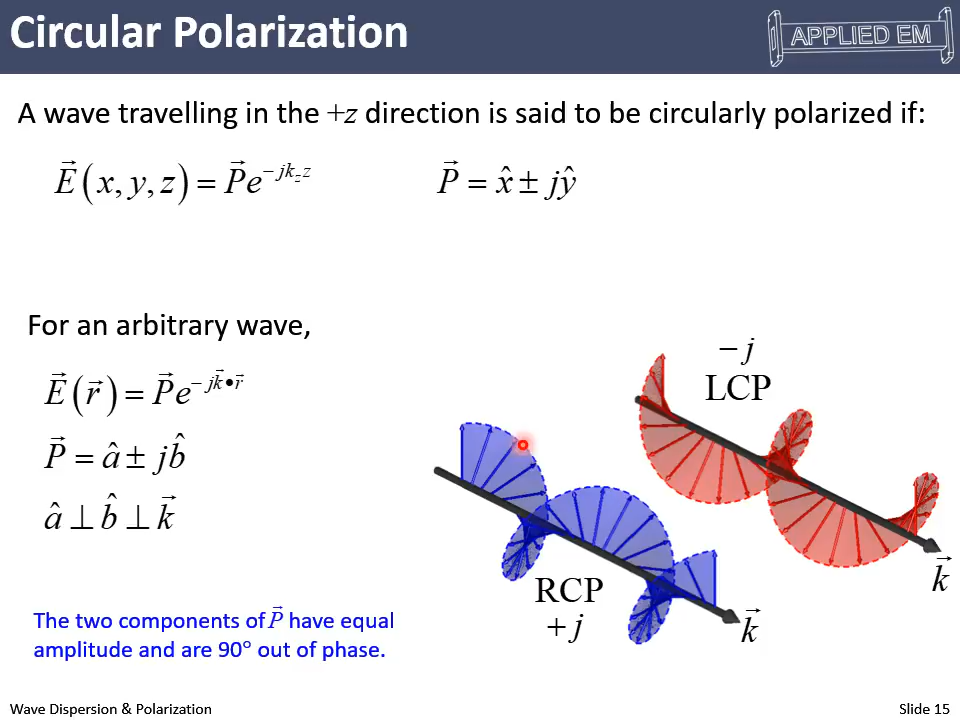 Circular Polarization
APPLIED EM
A wave travelling in the +z direction is said to be circularly polarized if:
E⃗(x, y, z) = P⃗e^{−jk_z z}
P⃗ = x̂ ± jŷ
For an arbitrary wave,
E⃗(r⃗) = P⃗e^{−jk⃗•r⃗}
P⃗ = â ± jb̂
â ⊥ b̂ ⊥ k⃗
The two components of P⃗ have equal
amplitude and are 90° out of phase.
− j
LCP
k⃗
RCP
+ j
k⃗
Wave Dispersion & Polarization
Slide 15